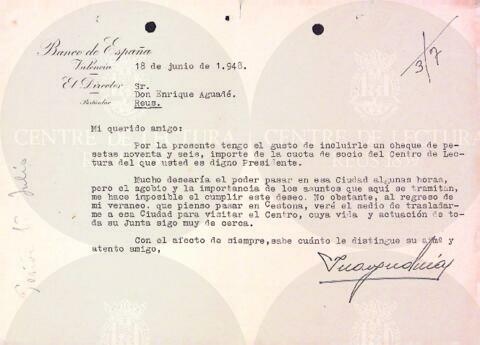 Banco de España
Valencia
El Director
Particular
3/7
18 de junio de 1.948.
Sr.
Don Enrique Aguadé.
Reus.
Mi querido amigo:
Por la presente tengo el gusto de incluirle un cheque de pe-
setas noventa y seis, importe de la cuota de socio del Centro de Lec-
tura del que usted es digno Presidente.
Mucho desearía el poder pasar en esa Ciudad algunas horas,
pero el agobio y la importancia de los asuntos que aquí se tramitan,
me hace imposible el cumplir este deseo. No obstante, al regreso de
mi veraneo, que pienso pasar en Cestona, veré el medio de trasladar-
me a esa Ciudad para visitar el Centro, cuya vida y actuación de to-
da su Junta sigo muy de cerca.
Con el afecto de siempre, sabe cuánto le distingue su afmo y
atento amigo,
Julio
CENTRE DE LECTURA
CENTRE DE LECTURA
REUS 1859